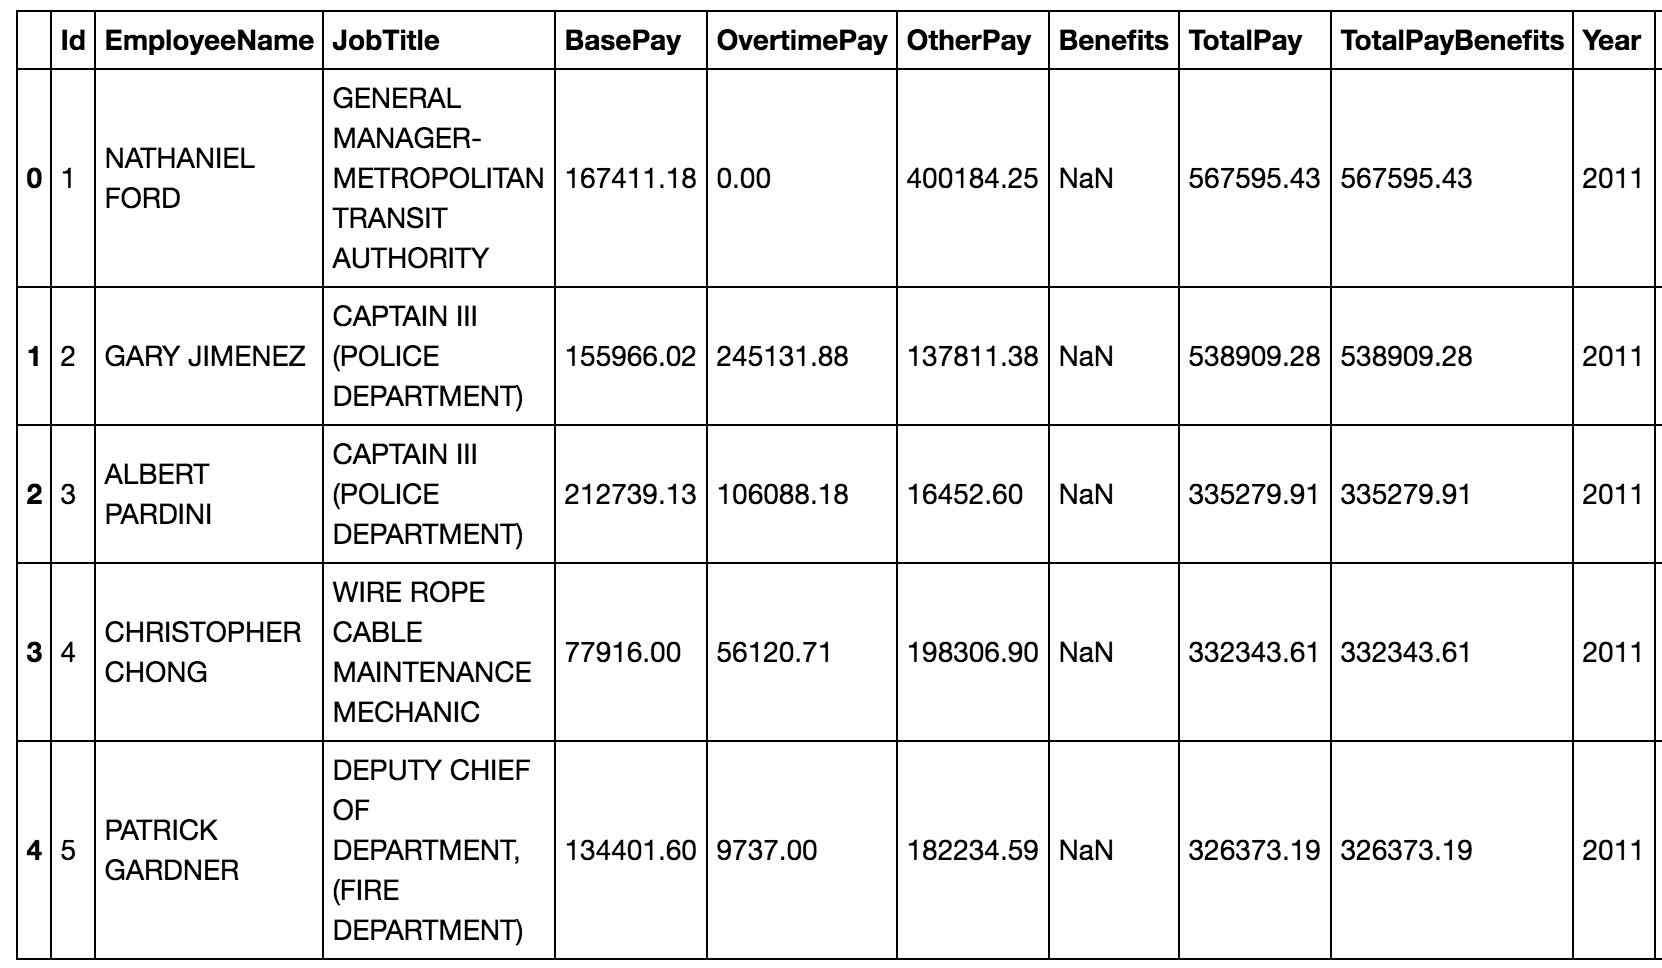 Id EmployeeName JobTitle BasePay OvertimePay OtherPay Benefits TotalPay TotalPayBenefits Year
0 1 NATHANIEL FORD GENERAL MANAGER-METROPOLITAN TRANSIT AUTHORITY 167411.18 0.00 400184.25 NaN 567595.43 567595.43 2011
1 2 GARY JIMENEZ CAPTAIN III (POLICE DEPARTMENT) 155966.02 245131.88 137811.38 NaN 538909.28 538909.28 2011
2 3 ALBERT PARDINI CAPTAIN III (POLICE DEPARTMENT) 212739.13 106088.18 16452.60 NaN 335279.91 335279.91 2011
3 4 CHRISTOPHER CHONG WIRE ROPE CABLE MAINTENANCE MECHANIC 77916.00 56120.71 198306.90 NaN 332343.61 332343.61 2011
4 5 PATRICK GARDNER DEPUTY CHIEF OF DEPARTMENT, (FIRE DEPARTMENT) 134401.60 9737.00 182234.59 NaN 326373.19 326373.19 2011